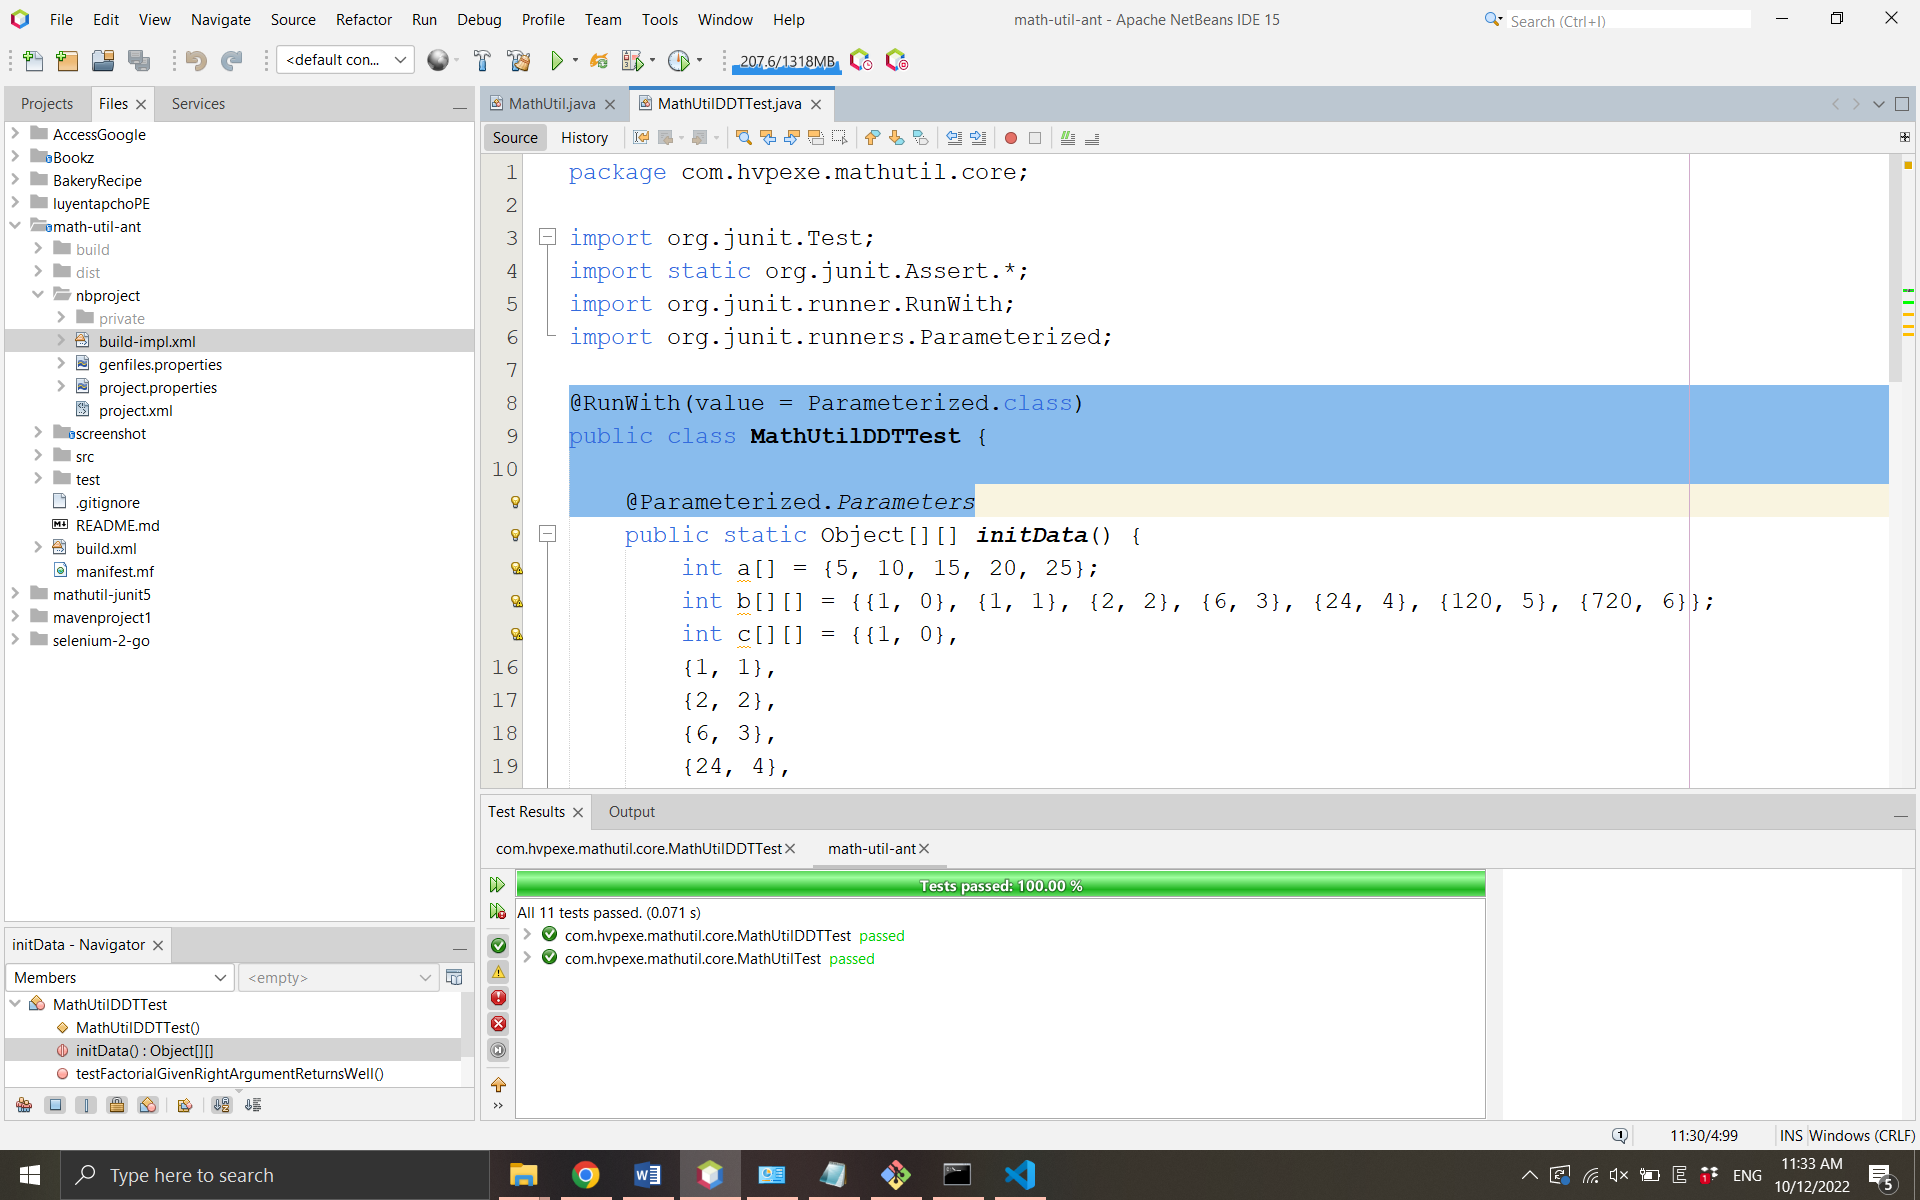 File Edit View Navigate Source Refactor Run Debug Profile Team Tools Window Help
math-util-ant - Apache NetBeans IDE 15
Search (Ctrl+I)
<default con...
207.6/1318MB
Projects Files Services
AccessGoogle
Bookz
BakeryRecipe
luyentapchoPE
math-util-ant
build
dist
nbproject
private
build-impl.xml
genfiles.properties
project.properties
project.xml
screenshot
src
test
.gitignore
README.md
build.xml
manifest.mf
mathutil-junit5
mavenproject1
selenium-2-go
initData - Navigator
Members
<empty>
MathUtilDDTTest
MathUtilDDTTest()
initData() : Object[][]
testFactorialGivenRightArgumentReturnsWell()
MathUtil.java MathUtilDDTTest.java
Source History
1 package com.hvpexe.mathutil.core;
2
3 import org.junit.Test;
4 import static org.junit.Assert.*;
5 import org.junit.runner.RunWith;
6 import org.junit.runners.Parameterized;
7
8 @RunWith(value = Parameterized.class)
9 public class MathUtilDDTTest {
10
@Parameterized.Parameters
public static Object[][] initData() {
int a[] = {5, 10, 15, 20, 25};
int b[][] = {{1, 0}, {1, 1}, {2, 2}, {6, 3}, {24, 4}, {120, 5}, {720, 6}};
int c[][] = {{1, 0},
16 {1, 1},
17 {2, 2},
18 {6, 3},
19 {24, 4},
Test Results Output
com.hvpexe.mathutil.core.MathUtilDDTTest math-util-ant
Tests passed: 100.00 %
All 11 tests passed. (0.071 s)
com.hvpexe.mathutil.core.MathUtilDDTTest passed
com.hvpexe.mathutil.core.MathUtilTest passed
1
11:30/4:99 INS Windows (CRLF)
Type here to search
ENG
11:33 AM
10/12/2022
5